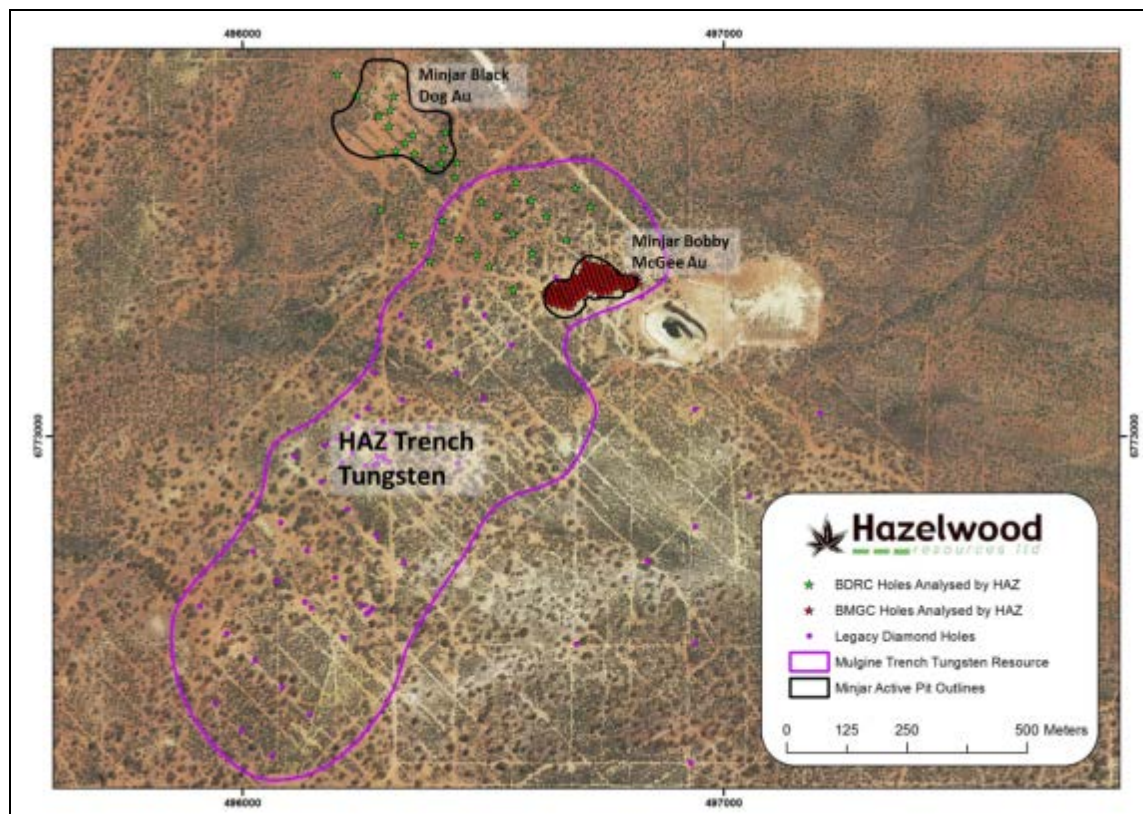 496000
497000
Minjar Black
Dog Au
Minjar Bobby
McGee Au
6773000
6773000
HAZ Trench
Tungsten
Hazelwood
resources ltd
BDRC Holes Analysed by HAZ
BMGC Holes Analysed by HAZ
Legacy Diamond Holes
Mulgine Trench Tungsten Resource
Minjar Active Pit Outlines
0 125 250 500 Meters
496000
497000